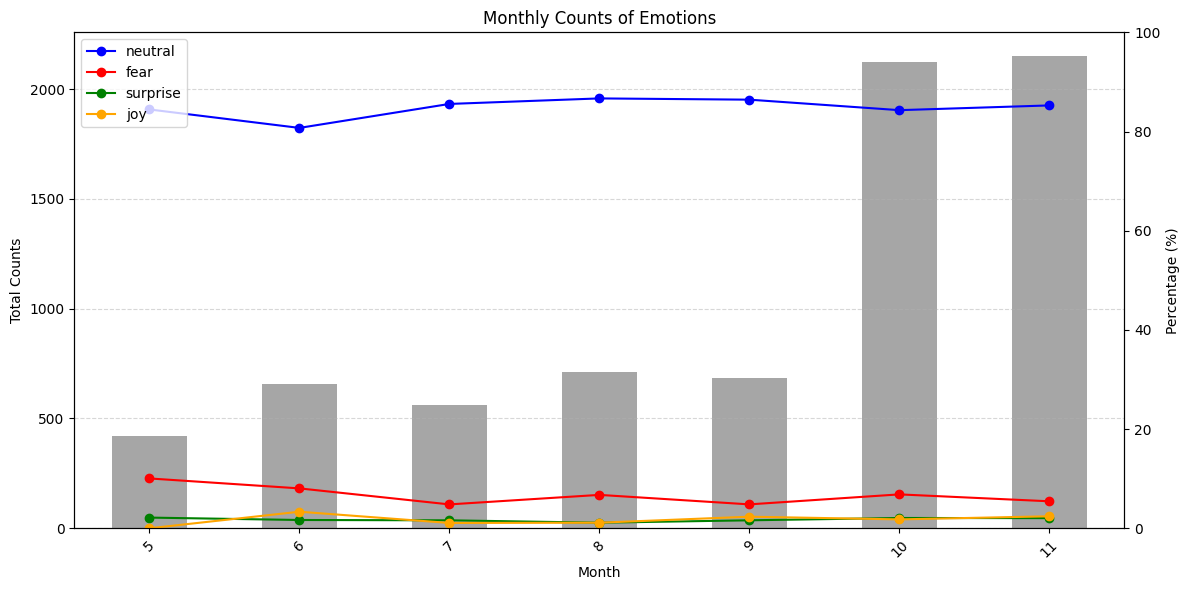 Monthly Counts of Emotions
neutral
fear
surprise
joy
Total Counts
2000
1500
1000
500
0
100
80
60
40
20
0
Percentage (%)
5 6 7 8 9 10 11
Month